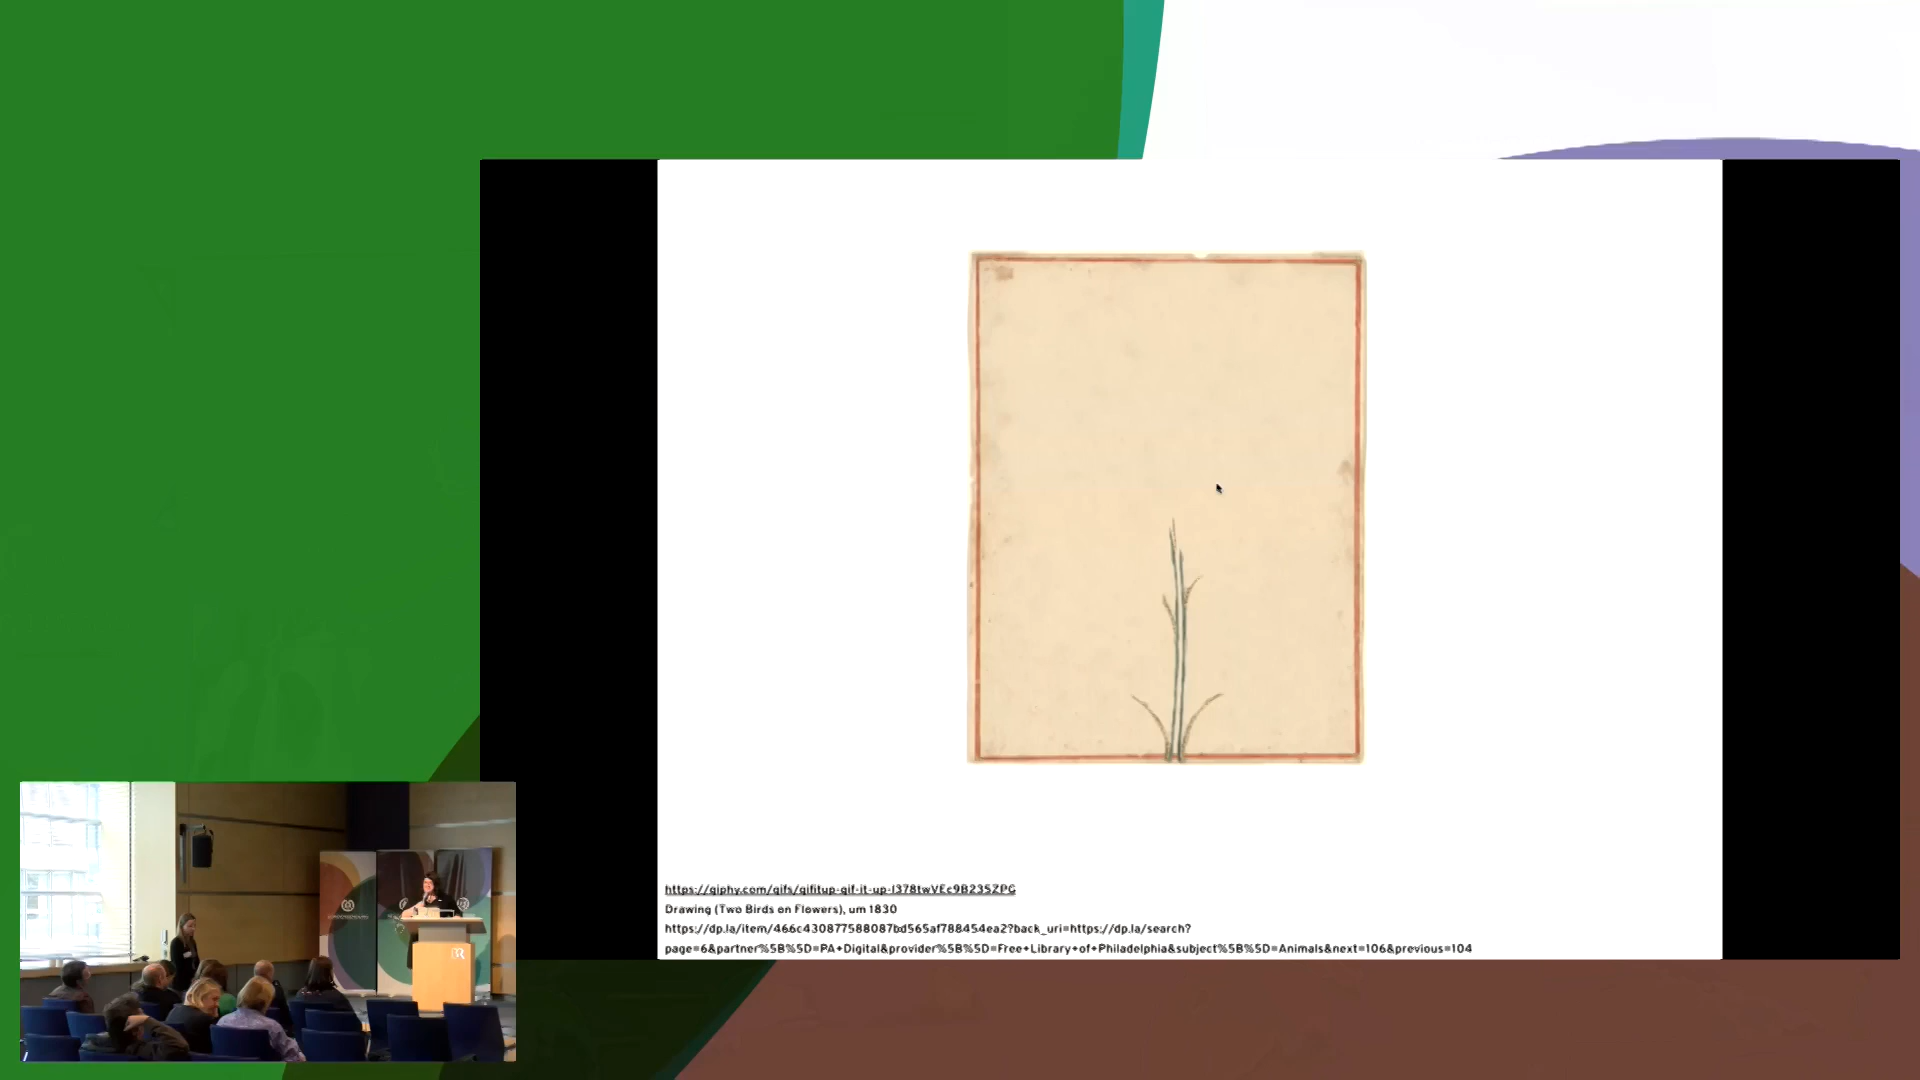 https://giphy.com/gifs/gifitup-gif-it-up-l378twVEc9B235ZPG
Drawing (Two Birds on Flowers), um 1830
https://dp.la/item/466c430877588087bd565af788454ea2?back_uri=https://dp.la/search?
page=6&partner%5B%5D=PA+Digital&provider%5B%5D=Free+Library+of+Philadelphia&subject%5B%5D=Animals&next=106&previous=104
BR